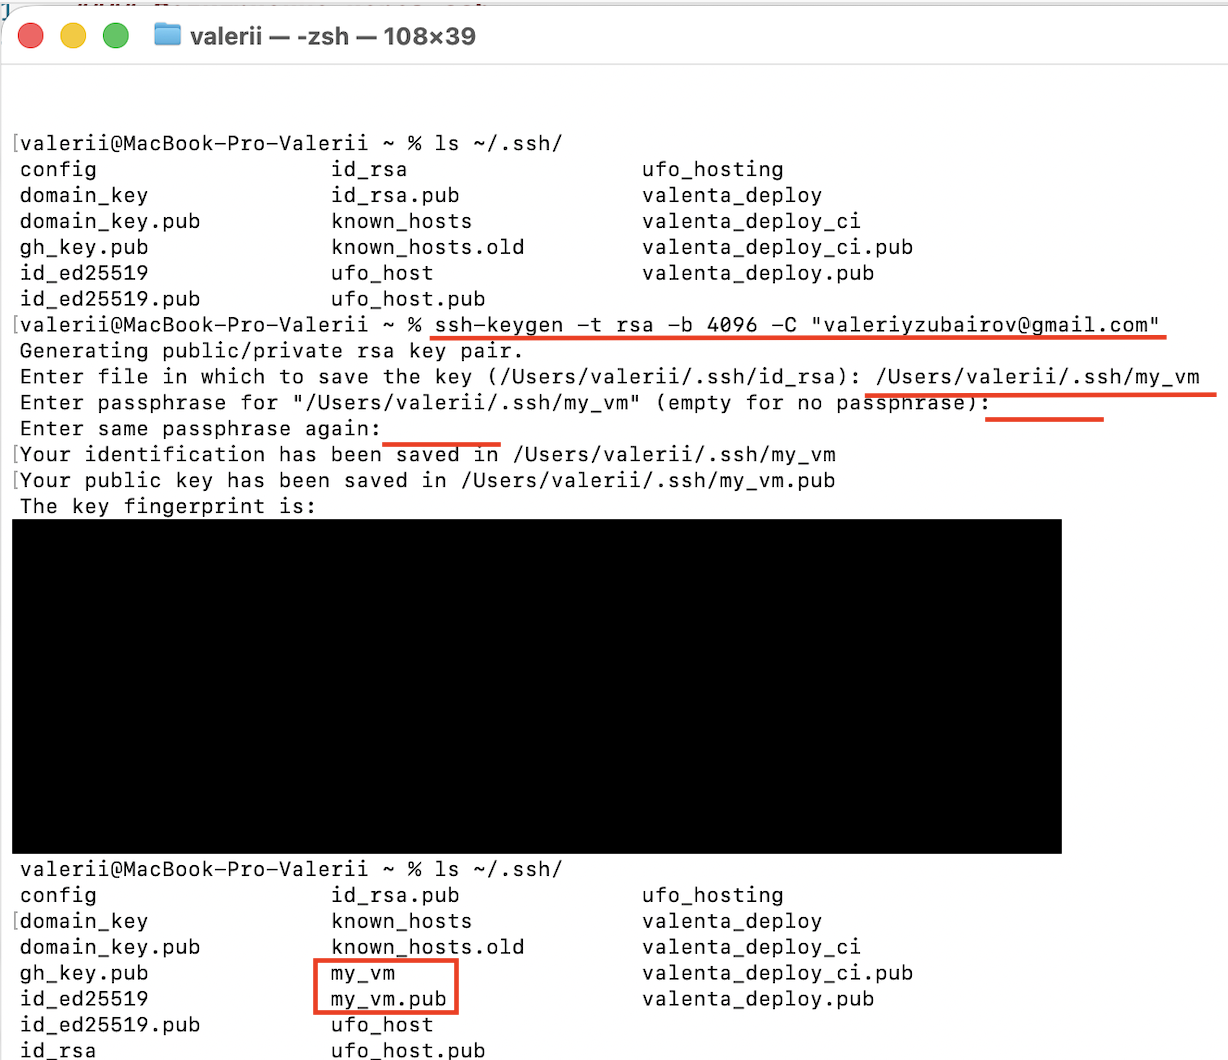 valerii — -zsh — 108×39
[valerii@MacBook-Pro-Valerii ~ % ls ~/.ssh/
config id_rsa ufo_hosting
domain_key id_rsa.pub valenta_deploy
domain_key.pub known_hosts valenta_deploy_ci
gh_key.pub known_hosts.old valenta_deploy_ci.pub
id_ed25519 ufo_host valenta_deploy.pub
id_ed25519.pub ufo_host.pub
[valerii@MacBook-Pro-Valerii ~ % ssh-keygen -t rsa -b 4096 -C "valeriyzubairov@gmail.com"
Generating public/private rsa key pair.
Enter file in which to save the key (/Users/valerii/.ssh/id_rsa): /Users/valerii/.ssh/my_vm
Enter passphrase for "/Users/valerii/.ssh/my_vm" (empty for no passphrase):
Enter same passphrase again:
[Your identification has been saved in /Users/valerii/.ssh/my_vm
[Your public key has been saved in /Users/valerii/.ssh/my_vm.pub
The key fingerprint is:
valerii@MacBook-Pro-Valerii ~ % ls ~/.ssh/
config id_rsa.pub ufo_hosting
[domain_key known_hosts valenta_deploy
domain_key.pub known_hosts.old valenta_deploy_ci
gh_key.pub my_vm valenta_deploy_ci.pub
id_ed25519 my_vm.pub valenta_deploy.pub
id_ed25519.pub ufo_host
id_rsa ufo_host.pub